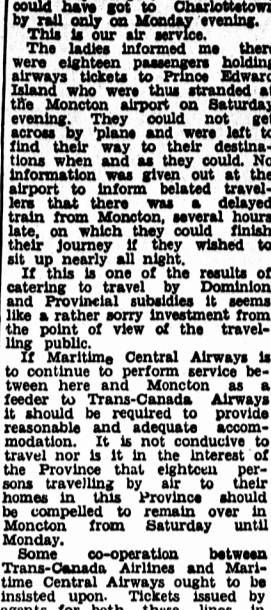 could have got to Charlottetown
by rail only on Monday evening.
This is our air service.
The ladies informed me there
were eighteen passengers holding
airways tickets to Prince Edward
Island who were thus stranded at
the Moncton airport on Saturday
evening. They could not get
across by 'plane and were left to
find their way to their destina-
tions when and as they could. No
information was given out at the
airport to inform belated travel-
lers that there was a delayed
train from Moncton, several hours
late, on which they could finish
their journey if they wished to
sit up nearly all night.
If this is one of the results of
catering to travel by Dominion
and Provincial subsidies it seems
like a rather sorry investment from
the point of view of the travel-
ling public.
If Maritime Central Airways is
to continue to perform service be-
tween here and Moncton as a
feeder to Trans-Canada Airways
it should be required to provide
reasonable and adequate accom-
modation. It is not conducive to
travel nor is it in the interest of
the Province that eighteen per-
sons travelling by air to their
homes in this Province should
be compelled to remain over in
Moncton from Saturday until
Monday.
Some co-operation between
Trans-Canada Airlines and Mari-
time Central Airways ought to be
insisted upon. Tickets issued by
agents for both these lines in